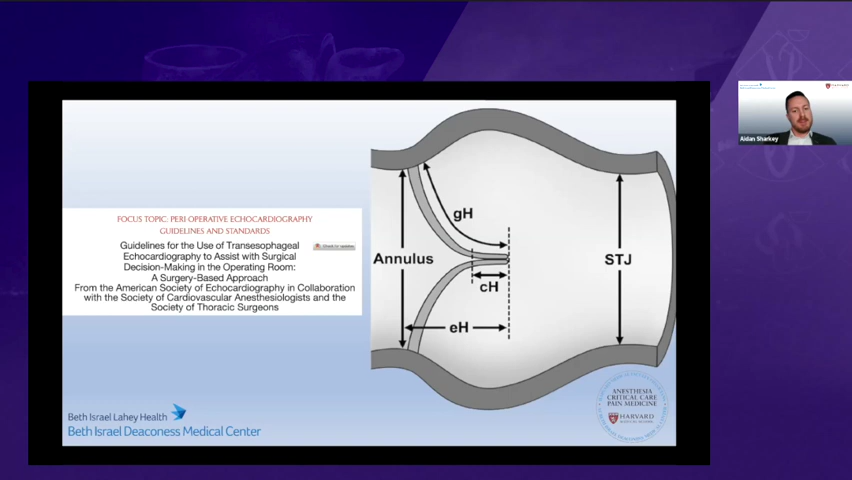 FOCUS TOPIC: PERI OPERATIVE ECHOCARDIOGRAPHY
GUIDELINES AND STANDARDS
Guidelines for the Use of Transesophageal
Echocardiography to Assist with Surgical
Decision-Making in the Operating Room:
A Surgery-Based Approach
From the American Society of Echocardiography in Collaboration
with the Society of Cardiovascular Anesthesiologists and the
Society of Thoracic Surgeons
gH
Annulus
STJ
cH
eH
Beth Israel Lahey Health
Beth Israel Deaconess Medical Center
ANESTHESIA
CRITICAL CARE
PAIN MEDICINE
HARVARD
Aidan Sharkey
HARVARD